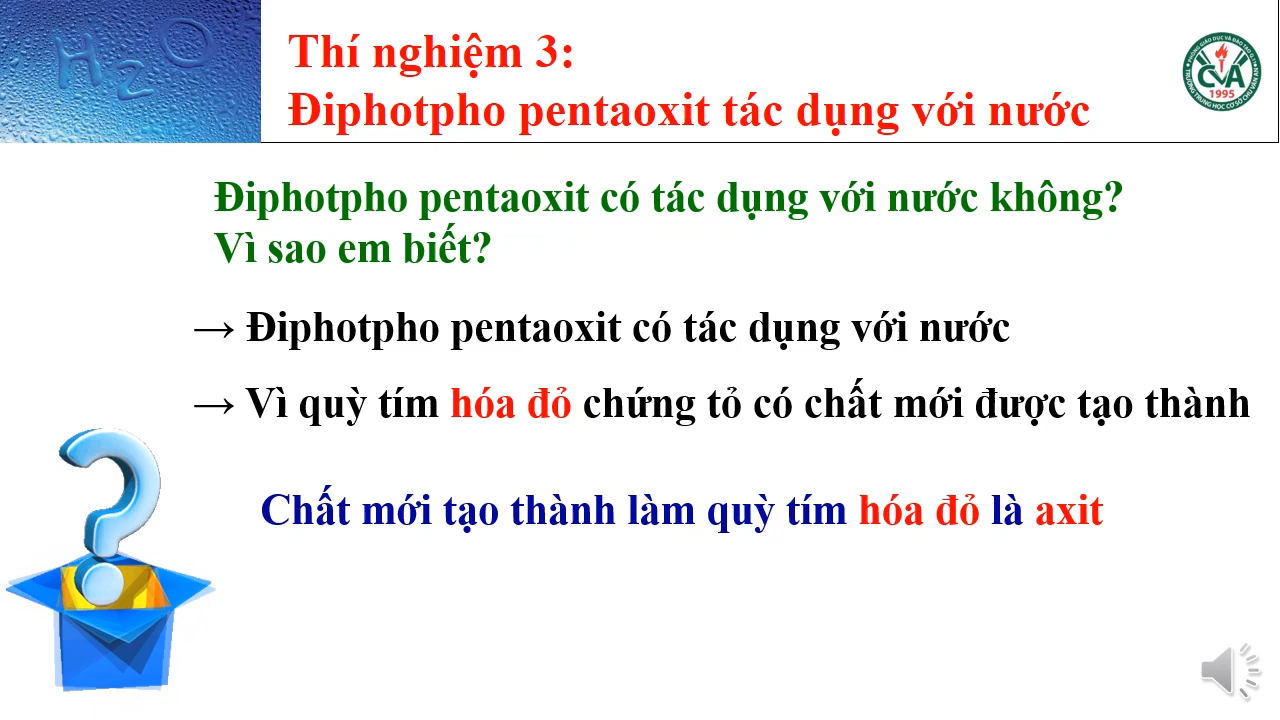 H2O
Thí nghiệm 3:
Điphotpho pentaoxit tác dụng với nước
CVA
1995
Điphotpho pentaoxit có tác dụng với nước không?
Vì sao em biết?
→ Điphotpho pentaoxit có tác dụng với nước
→ Vì quỳ tím hóa đỏ chứng tỏ có chất mới được tạo thành
Chất mới tạo thành làm quỳ tím hóa đỏ là axit